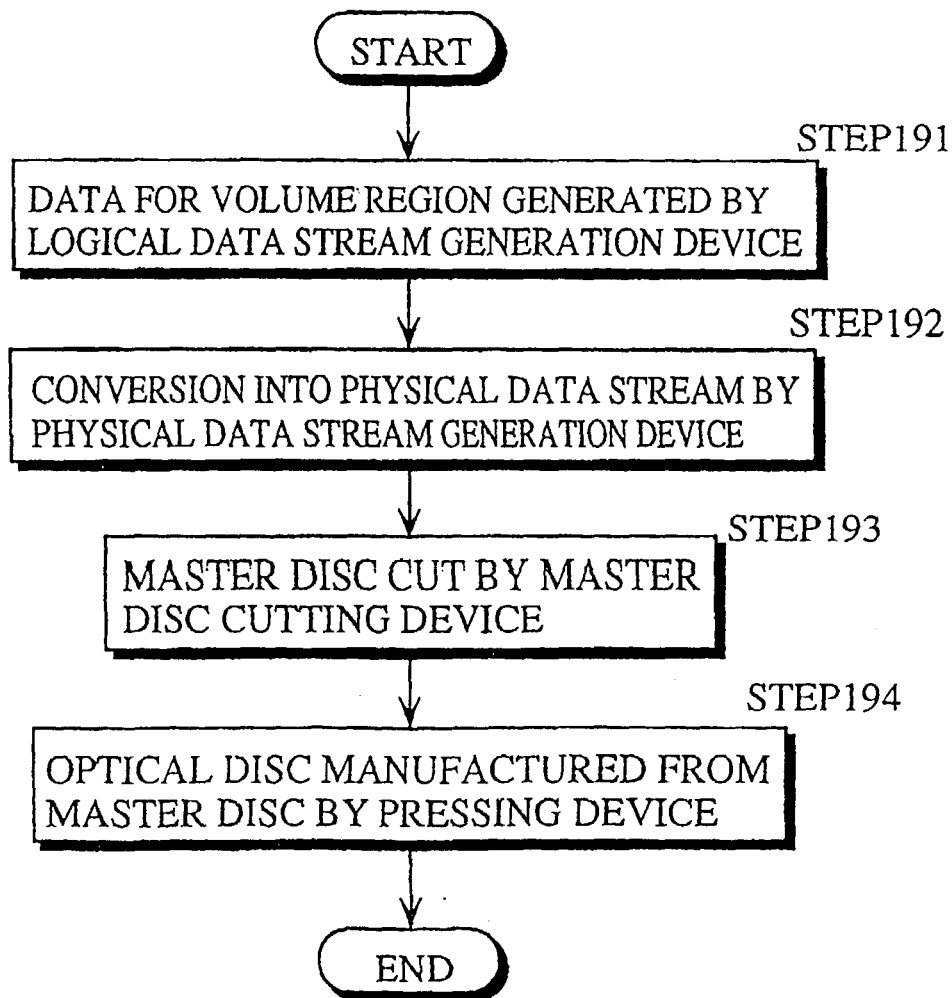 START
STEP191
DATA FOR VOLUME REGION GENERATED BY
LOGICAL DATA STREAM GENERATION DEVICE
STEP192
CONVERSION INTO PHYSICAL DATA STREAM BY
PHYSICAL DATA STREAM GENERATION DEVICE
STEP193
MASTER DISC CUT BY MASTER
DISC CUTTING DEVICE
STEP194
OPTICAL DISC MANUFACTURED FROM
MASTER DISC BY PRESSING DEVICE
END